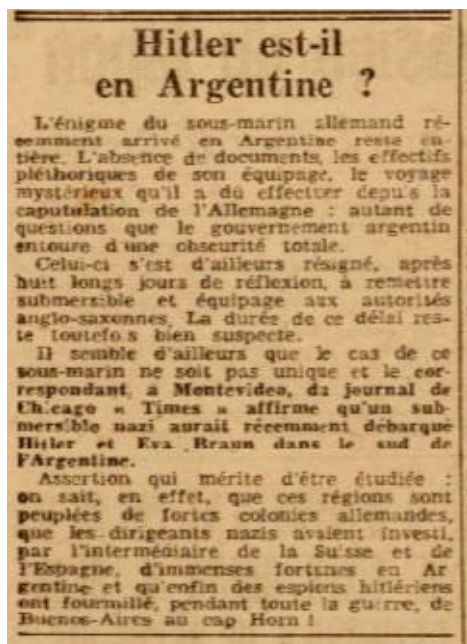 Hitler est-il
en Argentine ?
L'énigme du sous-marin allemand ré-
cemment arrivé en Argentine reste en-
tière. L'absence de documents, les effectifs
pléthoriques de son équipage, le voyage
mystérieux qu'il a dû effectuer depuis la
caputulation de l'Allemagne : autant de
questions que le gouvernement argentin
entoure d'une obscurité totale.
Celui-ci s'est d'ailleurs résigné, après
huit longs jours de réflexion, à remettre
submersible et équipage aux autorités
anglo-saxonnes. La durée de ce délai res-
te toutefois bien suspecte.
Il semble d'ailleurs que le cas de ce
sous-marin ne soit pas unique et le cor-
respondant, à Montevideo, du journal de
Chicago « Times » affirme qu'un sub-
mersible nazi aurait récemment débarqué
Hitler et Eva Braun dans le sud de
l'Argentine.
Assertion qui mérite d'être étudiée :
on sait, en effet, que ces régions sont
peuplées de fortes colonies allemandes,
que les dirigeants nazis avaient investi,
par l'intermédiaire de la Suisse et de
l'Espagne, d'immenses fortunes en Ar
gentine et qu'enfin des espions hitlériens
ont fourmillé, pendant toute la guerre, de
Buenos-Aires au cap Horn !